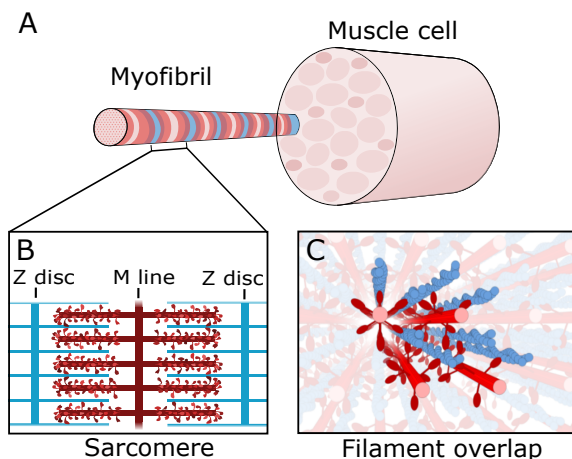 A
Muscle cell
Myofibril
B
Z disc M line Z disc
Sarcomere
C
Filament overlap